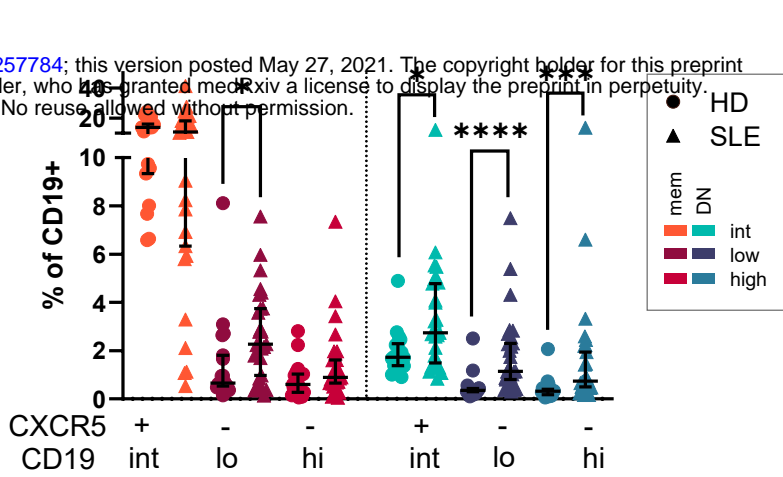 257784; this version posted May 27, 2021. The copyright holder for this preprint
der, who has granted medRxiv a license to display the preprint in perpetuity.
No reuse allowed without permission.
40
20
10
8
6
4
2
0
% of CD19+
*
*
****
***
HD
SLE
mem DN
int
low
high
CXCR5 + - - + - -
CD19 int lo hi int lo hi